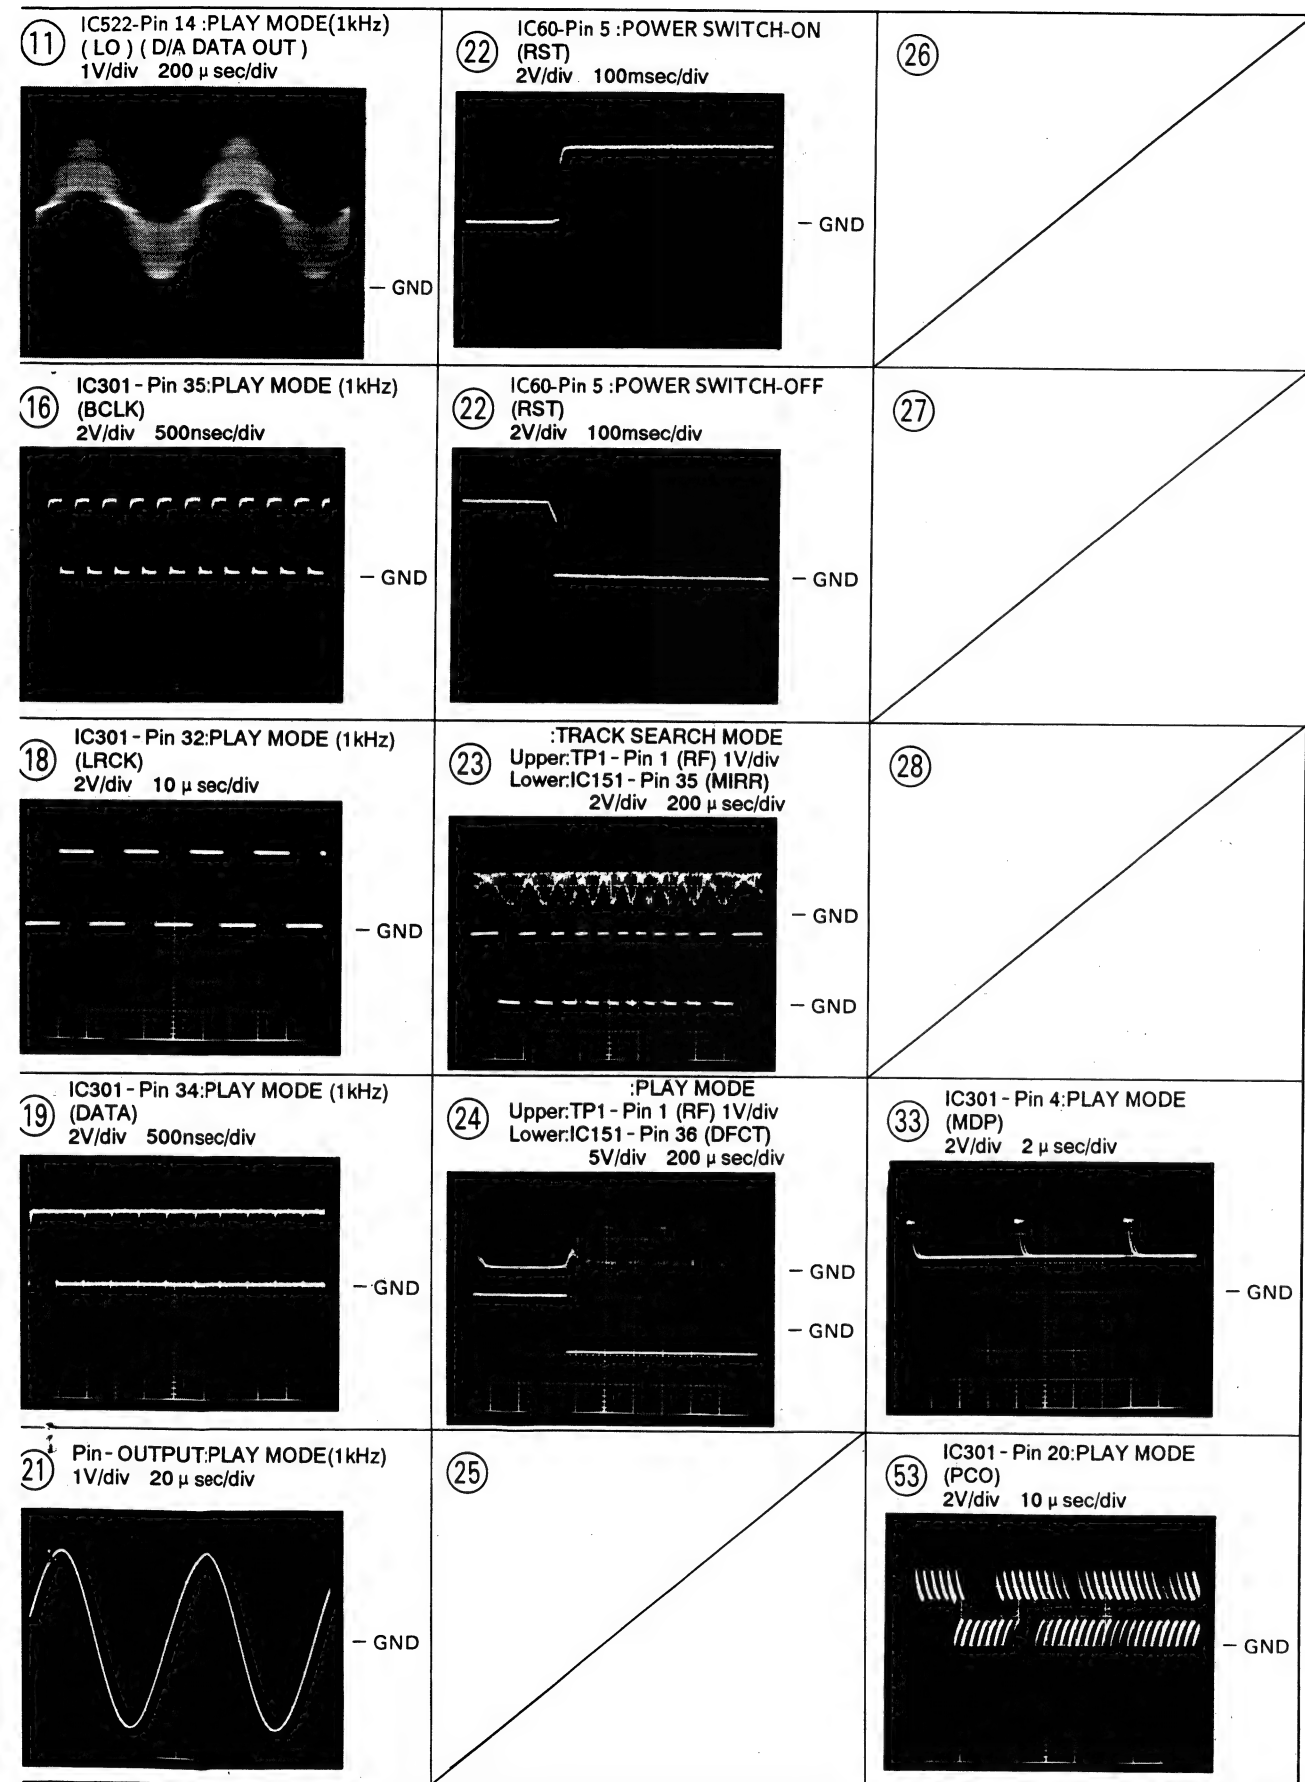 11
IC522-Pin 14 :PLAY MODE(1kHz)
( LO ) ( D/A DATA OUT )
1V/div 200 µ sec/div
— GND
22
IC60-Pin 5 :POWER SWITCH-ON
(RST)
2V/div 100msec/div
— GND
26
16
IC301 - Pin 35:PLAY MODE (1kHz)
(BCLK)
2V/div 500nsec/div
— GND
22
IC60-Pin 5 :POWER SWITCH-OFF
(RST)
2V/div 100msec/div
— GND
27
18
IC301 - Pin 32:PLAY MODE (1kHz)
(LRCK)
2V/div 10 µ sec/div
— GND
23
:TRACK SEARCH MODE
Upper:TP1 - Pin 1 (RF) 1V/div
Lower:IC151 - Pin 35 (MIRR)
2V/div 200 µ sec/div
— GND
— GND
28
19
IC301 - Pin 34:PLAY MODE (1kHz)
(DATA)
2V/div 500nsec/div
— GND
24
:PLAY MODE
Upper:TP1 - Pin 1 (RF) 1V/div
Lower:IC151 - Pin 36 (DFCT)
5V/div 200 µ sec/div
— GND
— GND
33
IC301 - Pin 4:PLAY MODE
(MDP)
2V/div 2 µ sec/div
— GND
21
Pin - OUTPUT:PLAY MODE(1kHz)
1V/div 20 µ sec/div
— GND
25
53
IC301 - Pin 20:PLAY MODE
(PCO)
2V/div 10 µ sec/div
— GND